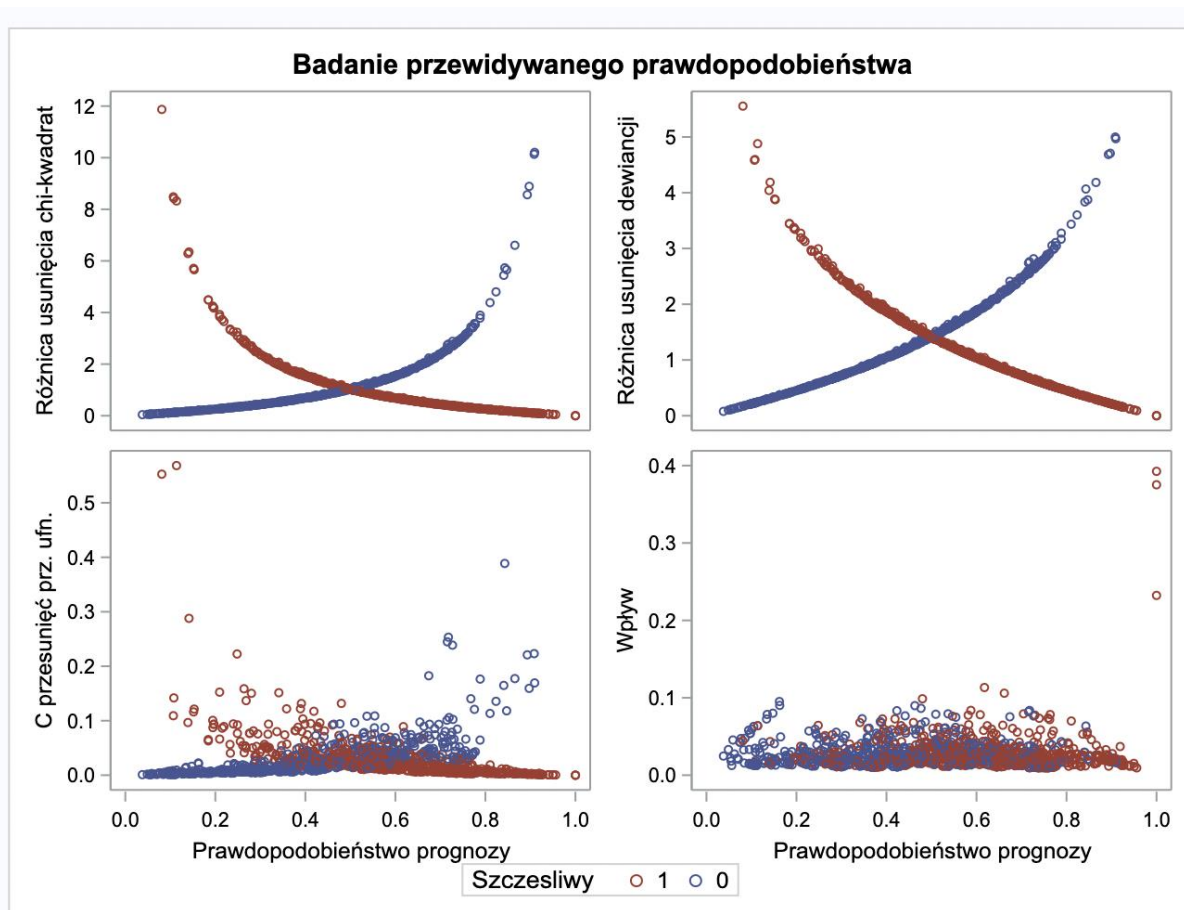 Badanie przewidywanego prawdopodobieństwa
Różnica usunięcia chi-kwadrat
12
10
8
6
4
2
0
Różnica usunięcia dewiancji
5
4
3
2
1
0
C przesunięć prz. ufn.
0.5
0.4
0.3
0.2
0.1
0.0
0.0 0.2 0.4 0.6 0.8 1.0
Prawdopodobieństwo prognozy
Wpływ
0.4
0.3
0.2
0.1
0.0
0.0 0.2 0.4 0.6 0.8 1.0
Prawdopodobieństwo prognozy
Szczesliwy 1 0